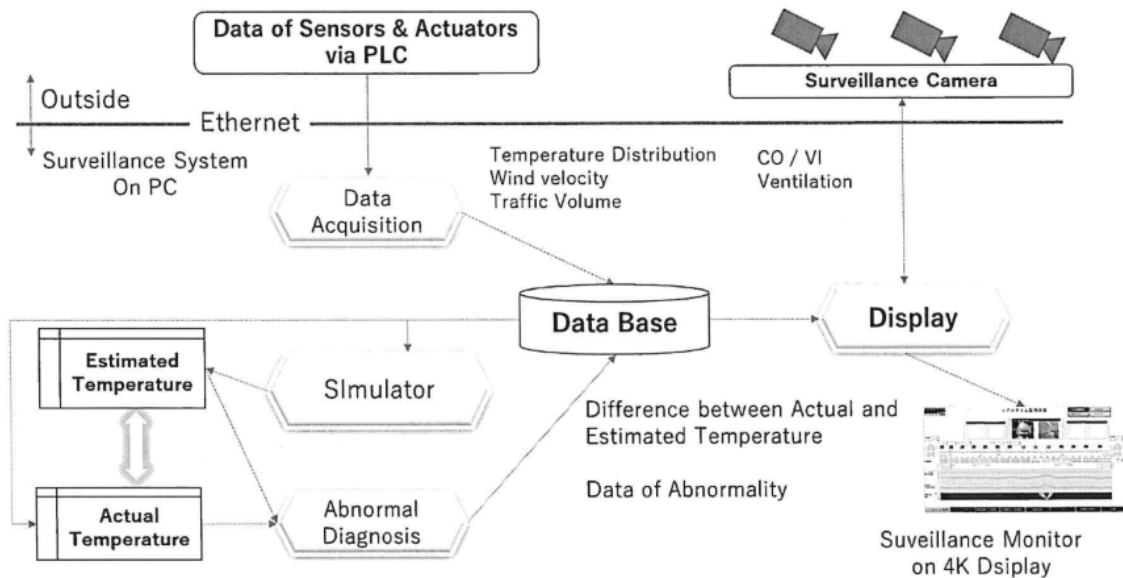 Data of Sensors & Actuators
via PLC
Surveillance Camera
Outside
Ethernet
Surveillance System
On PC
Temperature Distribution
Wind velocity
Traffic Volume
CO / VI
Ventilation
Data
Acquisition
Data Base
Display
Estimated
Temperature
SImulator
Difference between Actual and
Estimated Temperature
Data of Abnormality
Actual
Temperature
Abnormal
Diagnosis
Suveillance Monitor
on 4K Dsiplay